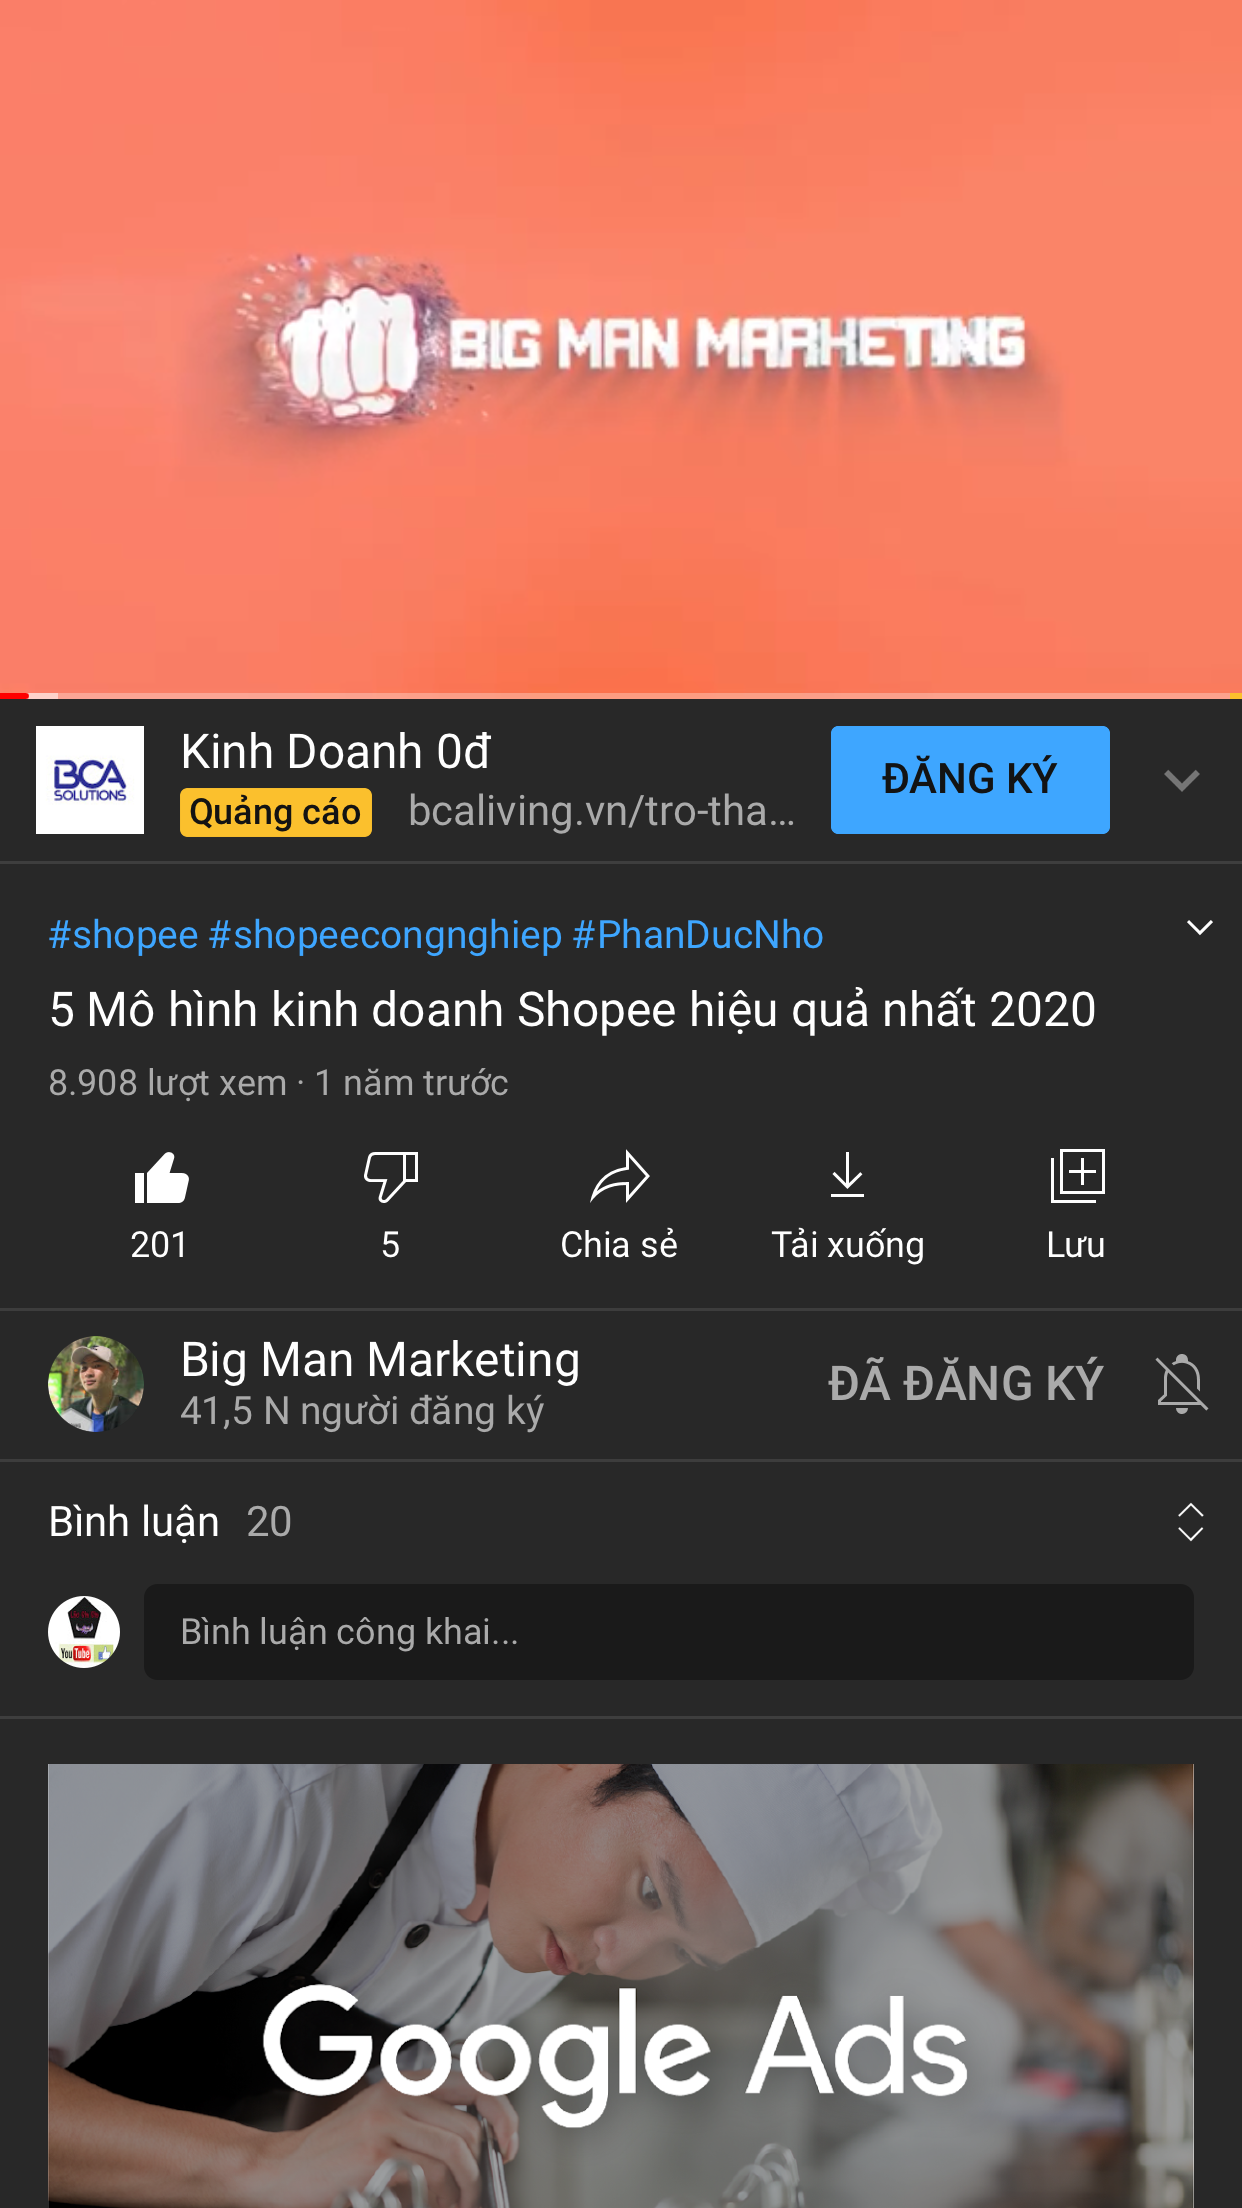 BIG MAN MARKETING
BCA
SOLUTIONS
Kinh Doanh 0đ
Quảng cáo bcaliving.vn/tro-tha...
ĐĂNG KÝ
#shopee #shopeecongnghiep #PhanDucNho
5 Mô hình kinh doanh Shopee hiệu quả nhất 2020
8.908 lượt xem · 1 năm trước
201 5 Chia sẻ Tải xuống Lưu
Big Man Marketing
41,5 N người đăng ký
ĐÃ ĐĂNG KÝ
Bình luận 20
YouTube
Bình luận công khai...
Google Ads